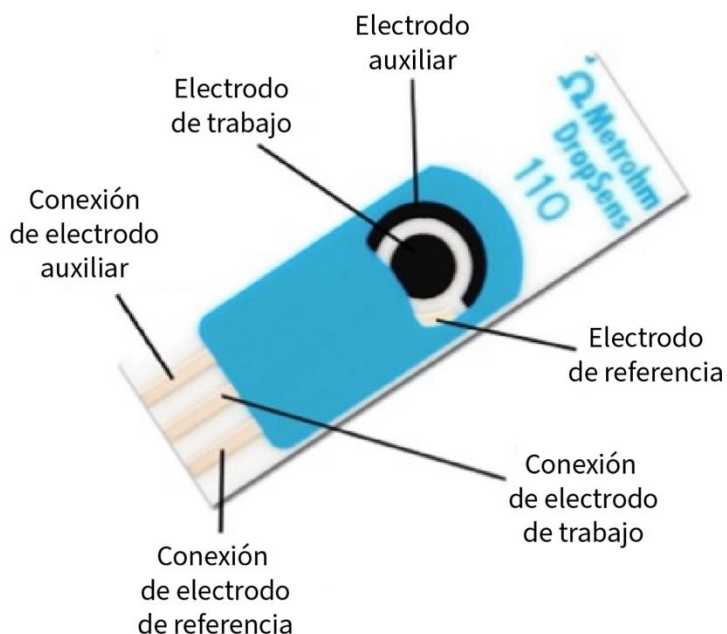 Electrodo
auxiliar
Electrodo
de trabajo
Conexión
de electrodo
auxiliar
Ω Metrohm
DropSens
110
Electrodo
de referencia
Conexión
de electrodo
de trabajo
Conexión
de electrodo
de referencia